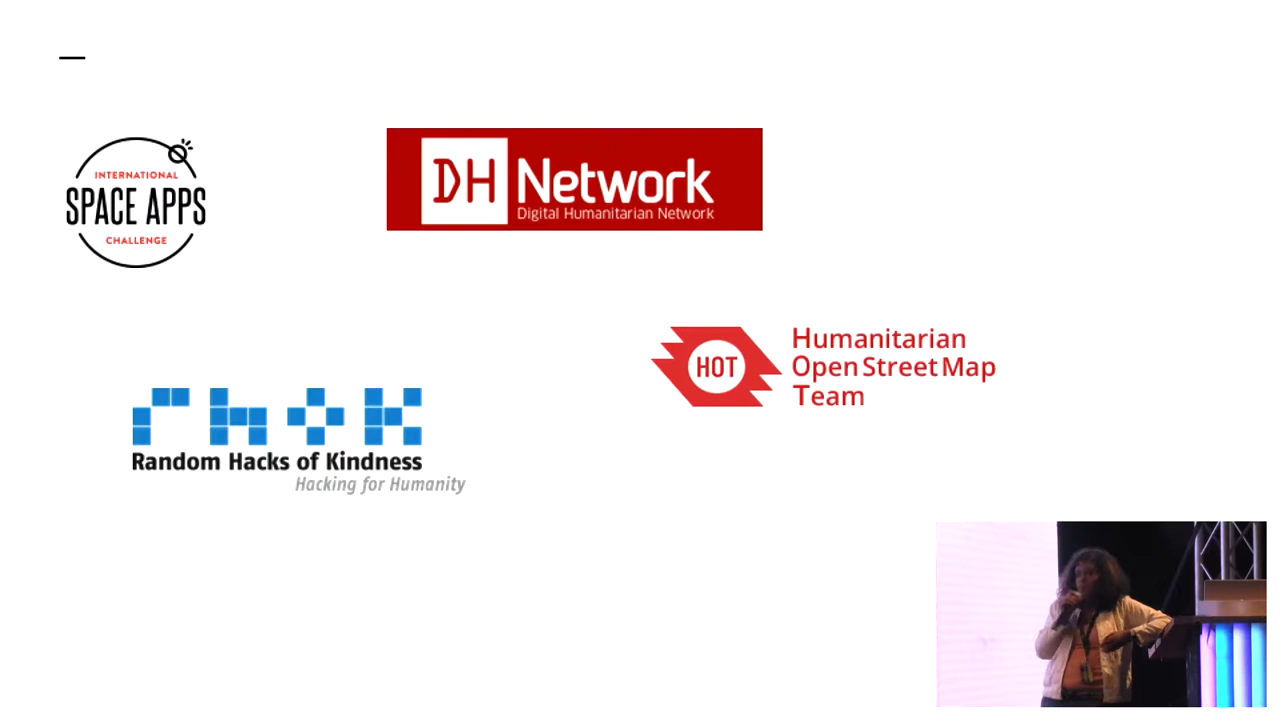 INTERNATIONAL
SPACE APPS
CHALLENGE
DH Network
Digital Humanitarian Network
HOT
Humanitarian
OpenStreetMap
Team
rhok
Random Hacks of Kindness
Hacking for Humanity